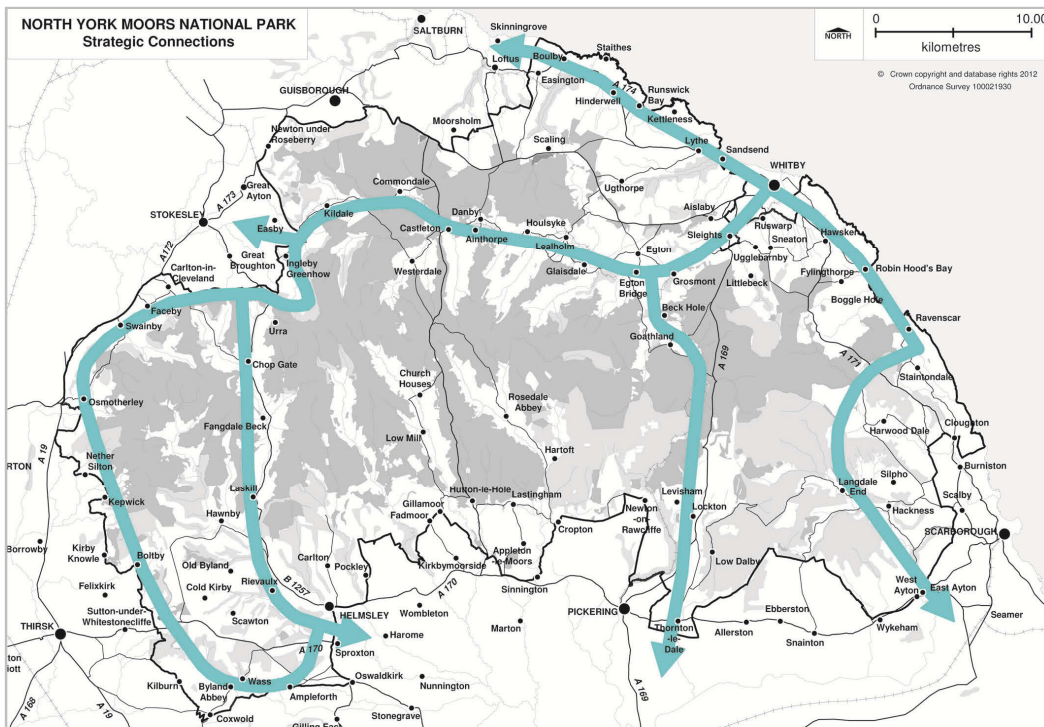 NORTH YORK MOORS NATIONAL PARK
Strategic Connections
NORTH
0
10.00
kilometres
© Crown copyright and database rights 2012
Ordnance Survey 100021930
SALTBURN
Skinningrove
Loftus
Boulby
Staithes
Easington
A 174
Hinderwell
Runswick
Bay
Kettleness
GUISBOROUGH
Moorsholm
Newton under
Roseberry
Scaling
Lythe
Sandsend
WHITBY
Great
Ayton
A 173
Commondale
Ugthorpe
STOKESLEY
Easby
Kildale
Danby
Houlsyke
Aislaby
Castleton
Ainthorpe
Lealholm
Sleights
Ruswarp
Sneaton
Hawsker
A172
Great
Broughton
Ingleby
Greenhow
Egton
Ugglebarnby
Carlton-in-
Cleveland
Westerdale
Glaisdale
Egton
Bridge
Grosmont
Littlebeck
Fylingthorpe
Robin Hood's Bay
Boggle Hole
Faceby
Beck Hole
Swainby
Urra
Goathland
Ravenscar
A 169
A 171
Chop Gate
Church
Houses
Staintondale
Osmotherley
Rosedale
Abbey
Fangdale Beck
Low Mill
Harwood Dale
Cloughton
A 19
RTON
Nether
Silton
Hartoft
Burniston
Silpho
Langdale
End
Kepwick
Laskill
Hutton-le-Hole
Lastingham
Levisham
Scalby
Hawnby
Gillamoor
Fadmoor
Newton
-on-
Rawcliffe
Lockton
Hackness
Cropton
SCARBOROUGH
Borrowby
Kirby
Knowle
Boltby
Old Byland
Carlton
Pockley
Kirkbymoorside
Appleton
-le-Moors
Low Dalby
Felixkirk
Cold Kirby
Rievaulx
B 1257
Sinnington
West
Ayton
East Ayton
Sutton-under-
Whitestonecliffe
Scawton
HELMSLEY
Wombleton
A 170
PICKERING
Seamer
THIRSK
Harome
Marton
Thornton
-le-
Dale
Allerston
Ebberston
Snainton
Wykeham
A 170
Sproxton
ton
iott
Kilburn
Byland
Abbey
Wass
Ampleforth
Oswaldkirk
Nunnington
A 169
A 168
A 19
Coxwold
Stonegrave
Gilling East